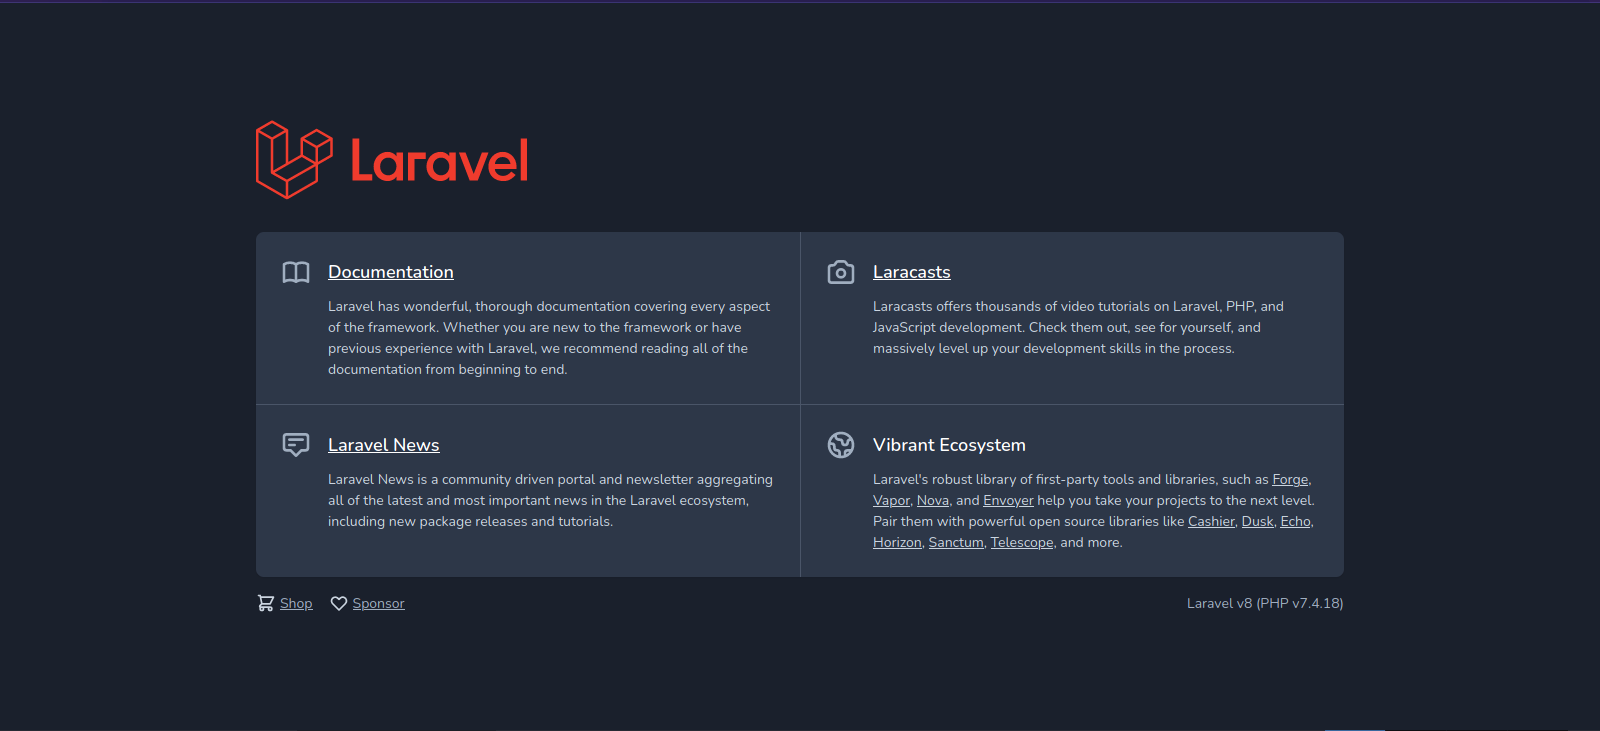 Laravel
Documentation
Laravel has wonderful, thorough documentation covering every aspect
of the framework. Whether you are new to the framework or have
previous experience with Laravel, we recommend reading all of the
documentation from beginning to end.
Laracasts
Laracasts offers thousands of video tutorials on Laravel, PHP, and
JavaScript development. Check them out, see for yourself, and
massively level up your development skills in the process.
Laravel News
Laravel News is a community driven portal and newsletter aggregating
all of the latest and most important news in the Laravel ecosystem,
including new package releases and tutorials.
Vibrant Ecosystem
Laravel's robust library of first-party tools and libraries, such as Forge,
Vapor, Nova, and Envoyer help you take your projects to the next level.
Pair them with powerful open source libraries like Cashier, Dusk, Echo,
Horizon, Sanctum, Telescope, and more.
Shop Sponsor
Laravel v8 (PHP v7.4.18)